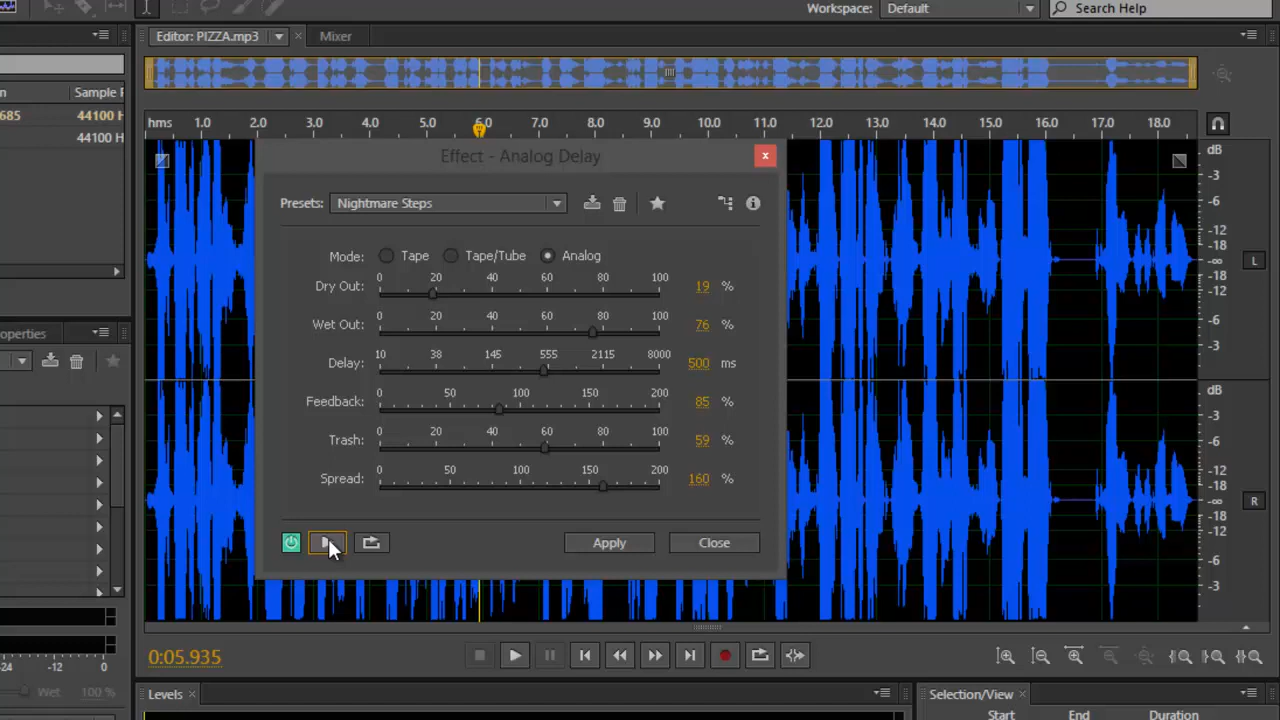 Workspace: Default Search Help
Editor: PIZZA.mp3 Mixer
n Sample
685 44100 H
44100 H
hms 1.0 2.0 3.0 4.0 5.0 6.0 7.0 8.0 9.0 10.0 11.0 12.0 13.0 14.0 15.0 16.0 17.0 18.0
Effect - Analog Delay
x
Presets: Nightmare Steps
Mode: Tape Tape/Tube Analog
0 20 40 60 80 100
Dry Out: 19 %
0 20 40 60 80 100
Wet Out: 76 %
10 38 145 555 2115 8000
Delay: 500 ms
0 50 100 150 200
Feedback: 85 %
0 20 40 60 80 100
Trash: 59 %
0 50 100 150 200
Spread: 160 %
Apply Close
dB
-3
-6
-12
-18
-∞
-18
-12
-6
-3
L
dB
-3
-6
-12
-18
-∞
-18
-12
-6
-3
R
operties
-24 -12 0
Wet 100 %
0:05.935
Levels
Selection/View
Start End Duration